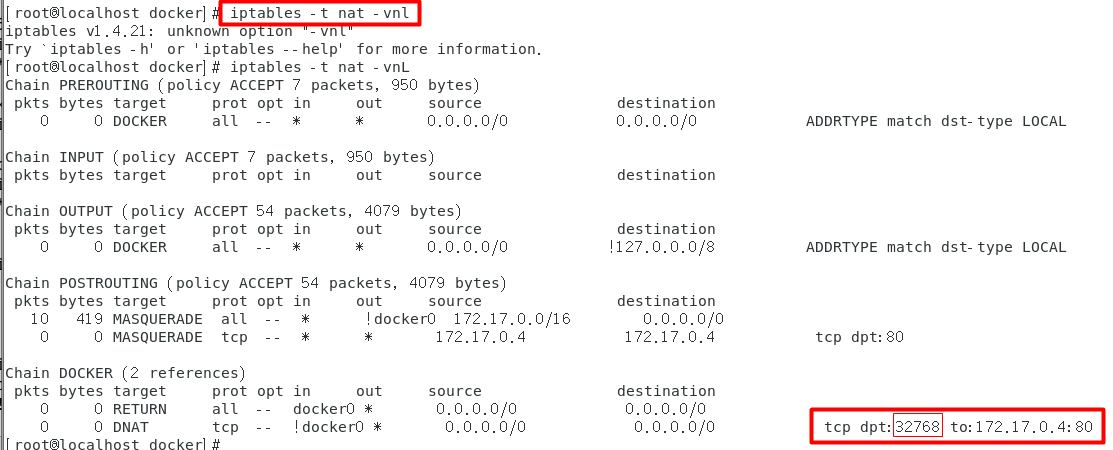 [root@localhost docker]# iptables -t nat -vnl
iptables v1.4.21: unknown option "-vnl"
Try `iptables -h' or 'iptables --help' for more information.
[root@localhost docker]# iptables -t nat -vnL
Chain PREROUTING (policy ACCEPT 7 packets, 950 bytes)
pkts bytes target prot opt in out source destination
0 0 DOCKER all -- * * 0.0.0.0/0 0.0.0.0/0 ADDRTYPE match dst-type LOCAL
Chain INPUT (policy ACCEPT 7 packets, 950 bytes)
pkts bytes target prot opt in out source destination
Chain OUTPUT (policy ACCEPT 54 packets, 4079 bytes)
pkts bytes target prot opt in out source destination
0 0 DOCKER all -- * * 0.0.0.0/0 !127.0.0.0/8 ADDRTYPE match dst-type LOCAL
Chain POSTROUTING (policy ACCEPT 54 packets, 4079 bytes)
pkts bytes target prot opt in out source destination
10 419 MASQUERADE all -- * !docker0 172.17.0.0/16 0.0.0.0/0
0 0 MASQUERADE tcp -- * * 172.17.0.4 172.17.0.4 tcp dpt:80
Chain DOCKER (2 references)
pkts bytes target prot opt in out source destination
0 0 RETURN all -- docker0 * 0.0.0.0/0 0.0.0.0/0
0 0 DNAT tcp -- !docker0 * 0.0.0.0/0 0.0.0.0/0 tcp dpt:32768 to:172.17.0.4:80
[root@localhost docker]#